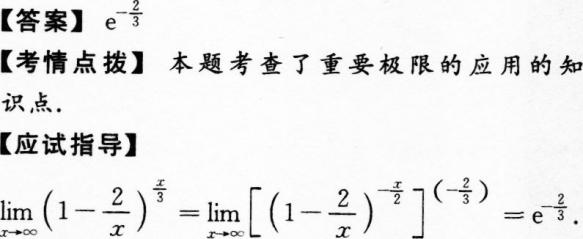 【答案】 $e^{-\frac{2}{3}}$
【考情点拨】 本题考查了重要极限的应用的知
识点.
【应试指导】
$\lim_{x\to\infty}\left(1-\frac{2}{x}\right)^{\frac{x}{3}}=\lim_{x\to\infty}\left[\left(1-\frac{2}{x}\right)^{-\frac{x}{2}}\right]^{\left(-\frac{2}{3}\right)}=e^{-\frac{2}{3}}.$